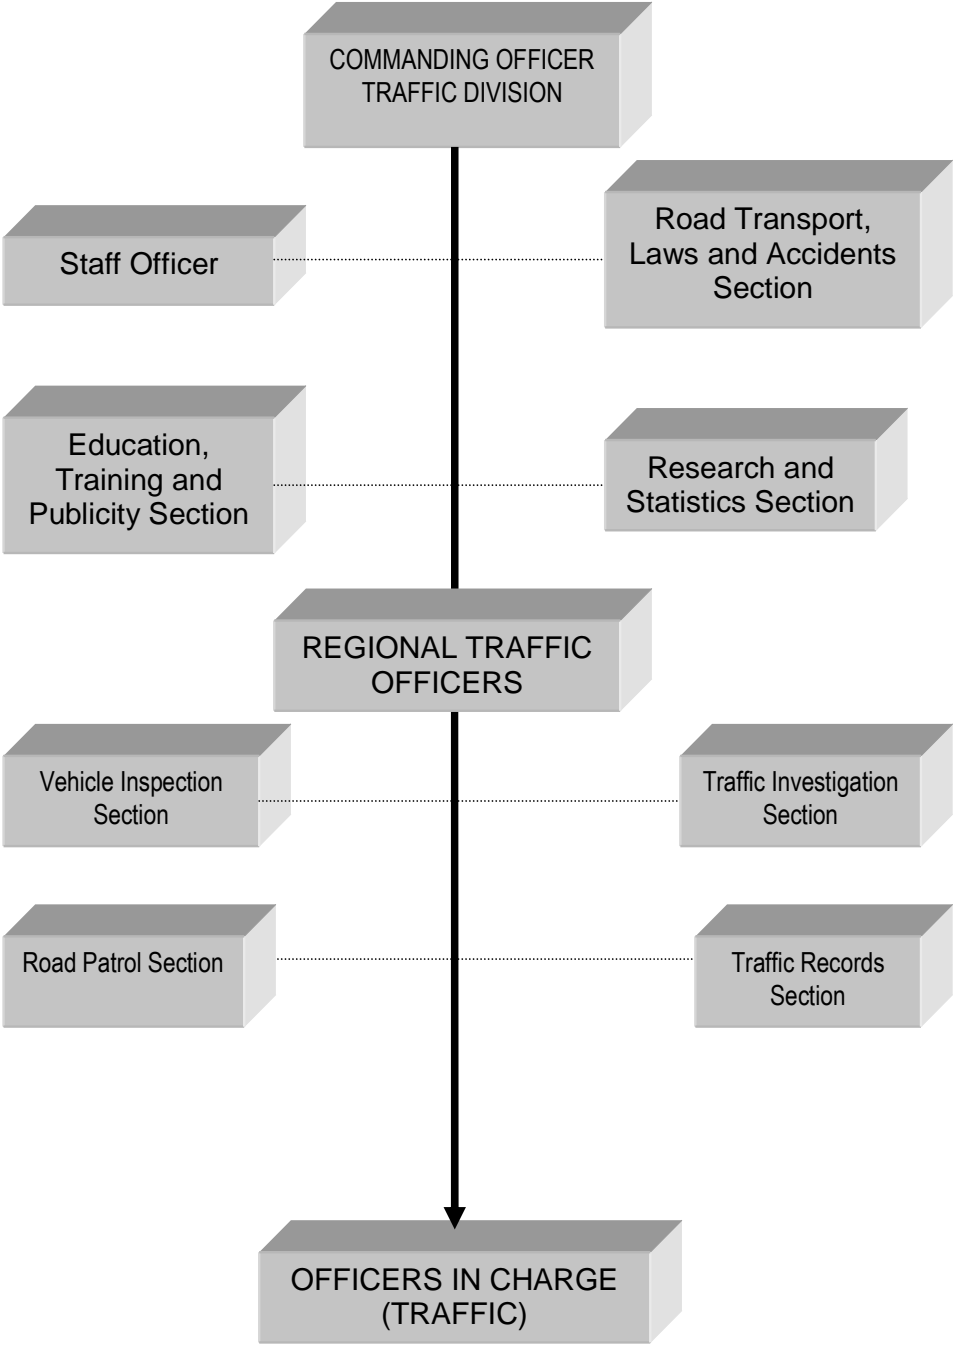 COMMANDING OFFICER
TRAFFIC DIVISION
Staff Officer
Road Transport,
Laws and Accidents
Section
Education,
Training and
Publicity Section
Research and
Statistics Section
REGIONAL TRAFFIC
OFFICERS
Vehicle Inspection
Section
Traffic Investigation
Section
Road Patrol Section
Traffic Records
Section
OFFICERS IN CHARGE
(TRAFFIC)